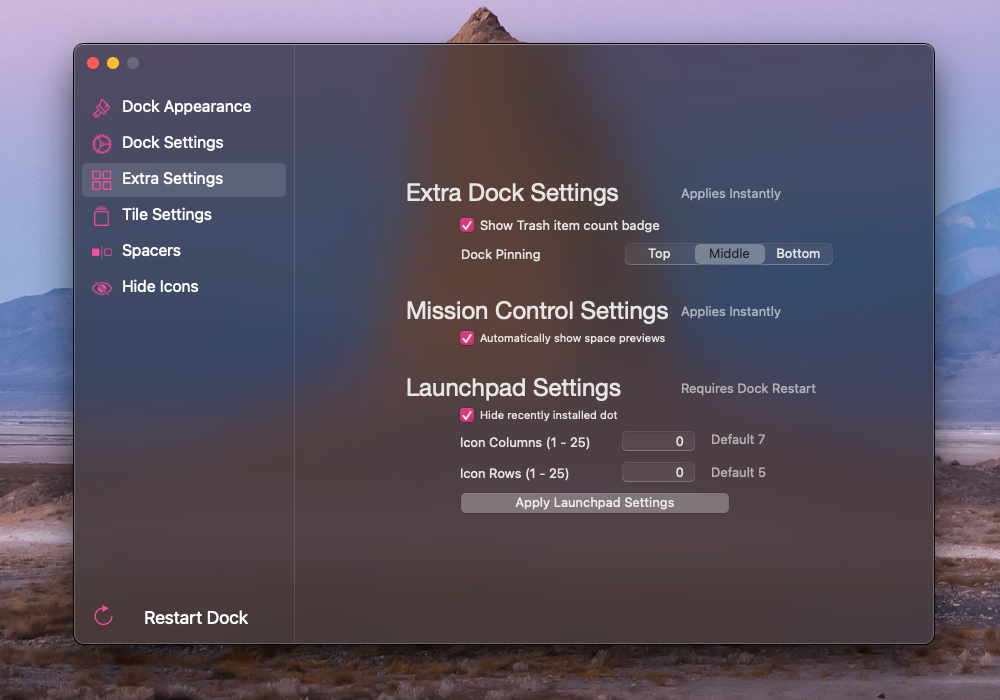 Dock Appearance
Dock Settings
Extra Settings
Tile Settings
Spacers
Hide Icons
Restart Dock
Extra Dock Settings Applies Instantly
Show Trash item count badge
Dock Pinning Top Middle Bottom
Mission Control Settings Applies Instantly
Automatically show space previews
Launchpad Settings Requires Dock Restart
Hide recently installed dot
Icon Columns (1 - 25) 0 Default 7
Icon Rows (1 - 25) 0 Default 5
Apply Launchpad Settings